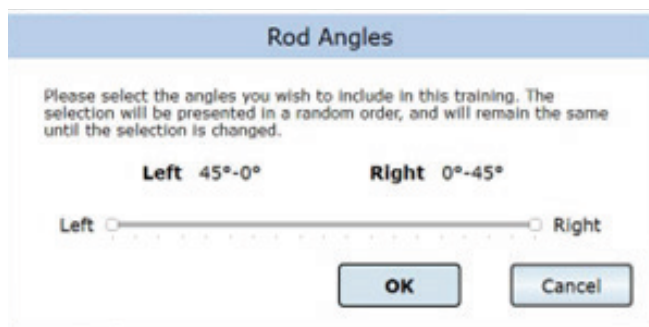 Rod Angles
Please select the angles you wish to include in this training. The
selection will be presented in a random order, and will remain the same
until the selection is changed.
Left 45°-0° Right 0°-45°
Left Right
OK Cancel